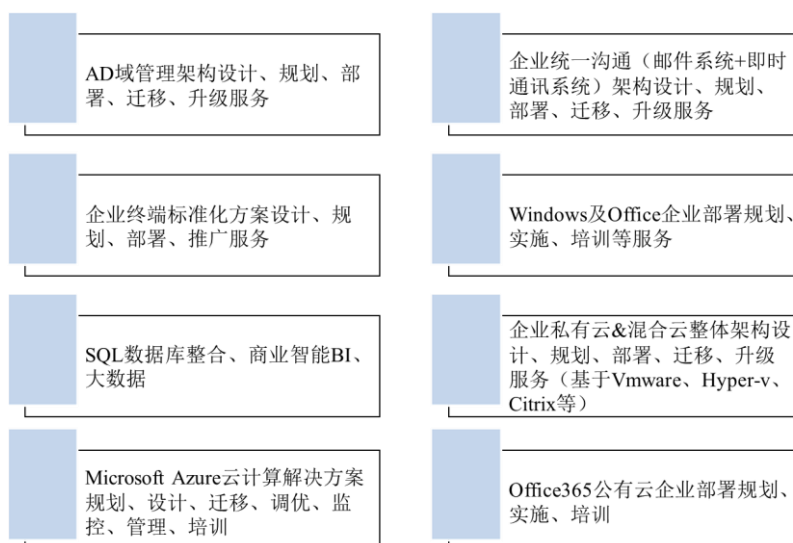 AD域管理架构设计、规划、部
署、迁移、升级服务
企业统一沟通（邮件系统+即时
通讯系统）架构设计、规划、
部署、迁移、升级服务
企业终端标准化方案设计、规
划、部署、推广服务
Windows及Office企业部署规划、
实施、培训等服务
SQL数据库整合、商业智能BI、
大数据
企业私有云&混合云整体架构设
计、规划、部署、迁移、升级
服务（基于Vmware、Hyper-v、
Citrix等）
Microsoft Azure云计算解决方案
规划、设计、迁移、调优、监
控、管理、培训
Office365公有云企业部署规划、
实施、培训